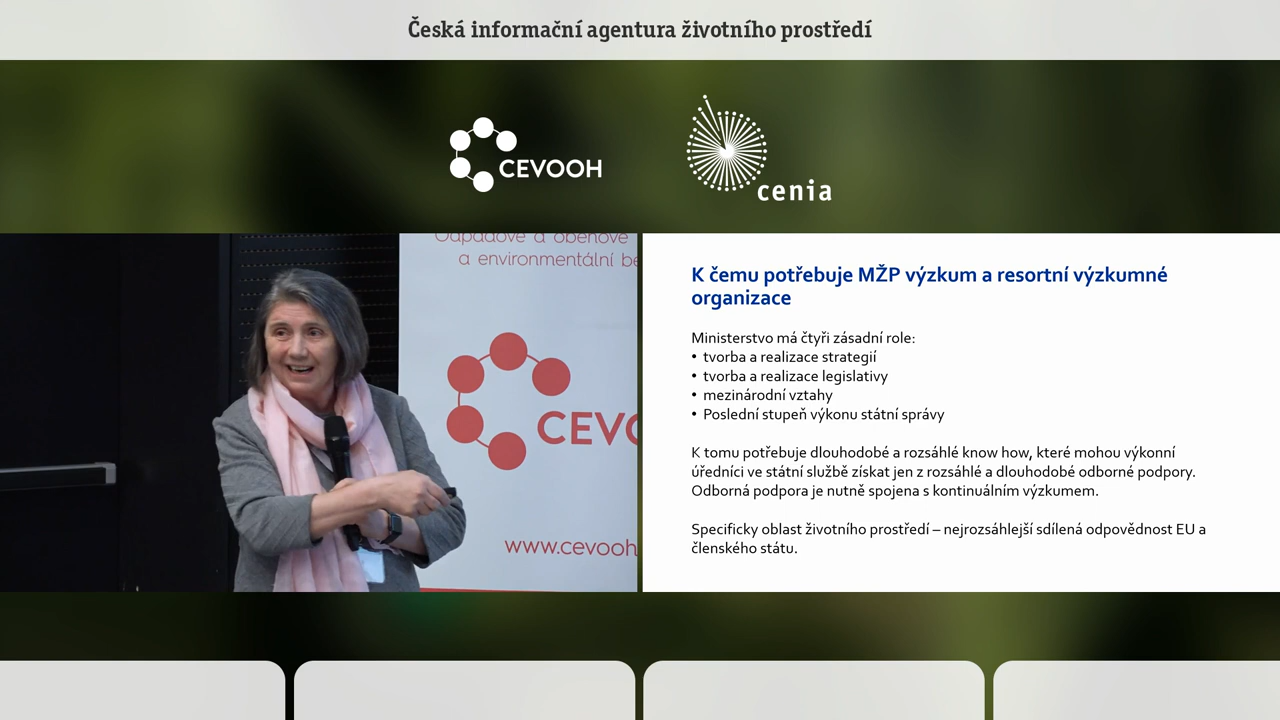 Česká informační agentura životního prostředí
CEVOOH
cenia
Odpadové a oběhové
a environmentální be
CEVO
www.cevooh
K čemu potřebuje MŽP výzkum a resortní výzkumné
organizace
Ministerstvo má čtyři zásadní role:
• tvorba a realizace strategií
• tvorba a realizace legislativy
• mezinárodní vztahy
• Poslední stupeň výkonu státní správy
K tomu potřebuje dlouhodobé a rozsáhlé know how, které mohou výkonní
úředníci ve státní službě získat jen z rozsáhlé a dlouhodobé odborné podpory.
Odborná podpora je nutně spojena s kontinuálním výzkumem.
Specificky oblast životního prostředí – nejrozsáhlejší sdílená odpovědnost EU a
členského státu.